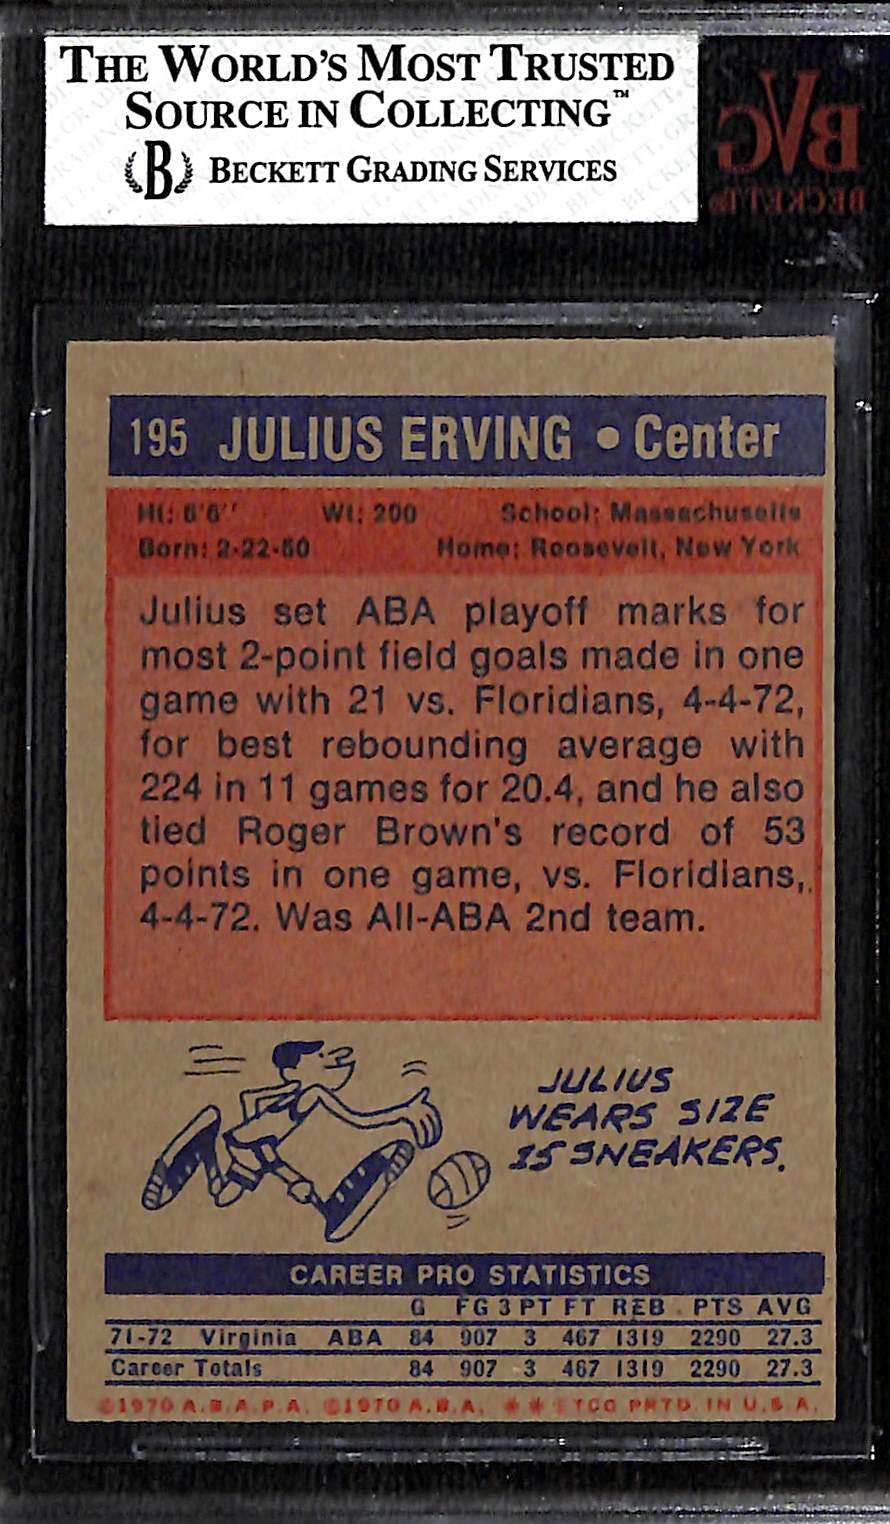 THE WORLD'S MOST TRUSTED
SOURCE IN COLLECTING™
B BECKETT GRADING SERVICES
BVG
BECKETT
195 JULIUS ERVING • Center
Ht: 6'6" Wt: 200 School: Massachusetts
Born: 2-22-50 Home: Roosevelt, New York
Julius set ABA playoff marks for
most 2-point field goals made in one
game with 21 vs. Floridians, 4-4-72,
for best rebounding average with
224 in 11 games for 20.4, and he also
tied Roger Brown's record of 53
points in one game, vs. Floridians,
4-4-72. Was All-ABA 2nd team.
JULIUS
WEARS SIZE
15 SNEAKERS.
CAREER PRO STATISTICS
G FG 3 PT FT REB PTS AVG
71-72 Virginia ABA 84 907 3 467 1319 2290 27.3
Career Totals 84 907 3 467 1319 2290 27.3
©1970 A.B.A.P.A. ©1970 A.B.A. * * © TCG PRTD. IN U.S.A.